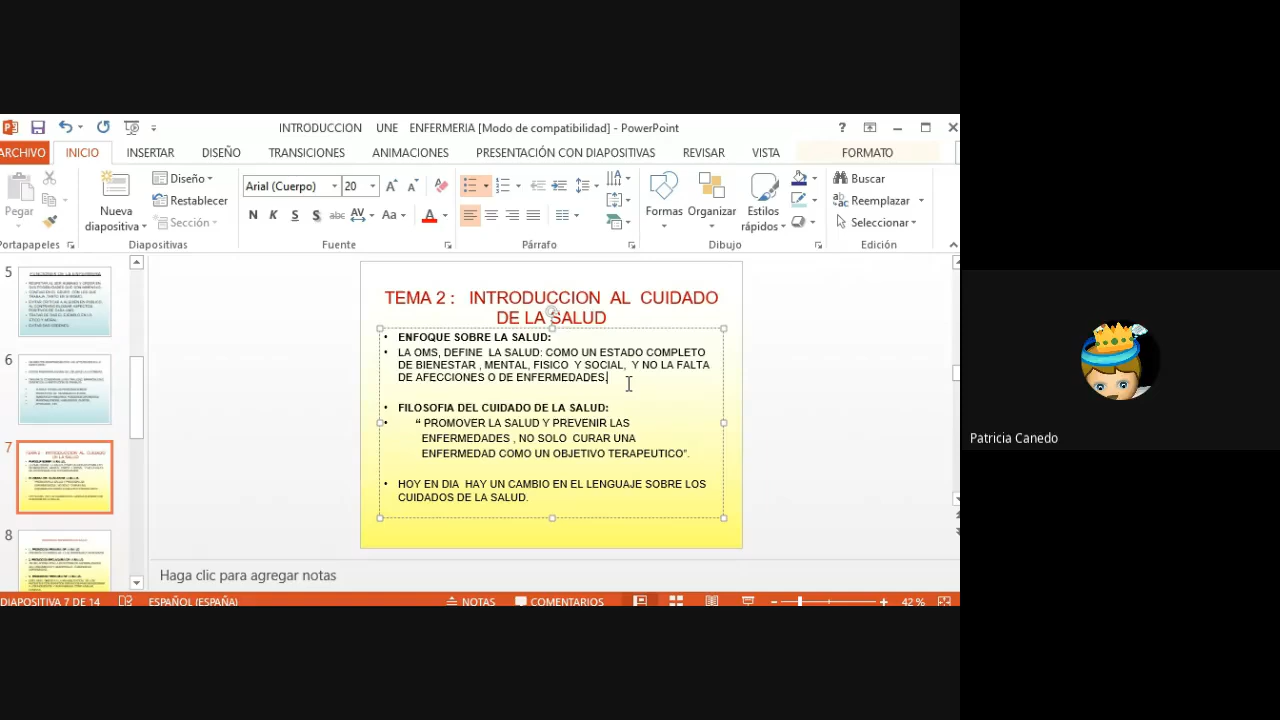 INTRODUCCION UNE ENFERMERIA [Modo de compatibilidad] - PowerPoint
ARCHIVO INICIO INSERTAR DISEÑO TRANSICIONES ANIMACIONES PRESENTACIÓN CON DIAPOSITIVAS REVISAR VISTA FORMATO
Pegar
Nueva
diapositiva
Diseño
Restablecer
Sección
Arial (Cuerpo) 20
N K S S abc AV Aa A
Formas Organizar Estilos
rápidos
Buscar
Reemplazar
Seleccionar
Portapapeles Diapositivas Fuente Párrafo Dibujo Edición
5
6
7
8
TEMA 2 : INTRODUCCION AL CUIDADO
DE LA SALUD
• ENFOQUE SOBRE LA SALUD:
• LA OMS, DEFINE LA SALUD: COMO UN ESTADO COMPLETO
DE BIENESTAR , MENTAL, FISICO Y SOCIAL, Y NO LA FALTA
DE AFECCIONES O DE ENFERMEDADES.
• FILOSOFIA DEL CUIDADO DE LA SALUD:
• “ PROMOVER LA SALUD Y PREVENIR LAS
ENFERMEDADES , NO SOLO CURAR UNA
ENFERMEDAD COMO UN OBJETIVO TERAPEUTICO”.
• HOY EN DIA HAY UN CAMBIO EN EL LENGUAJE SOBRE LOS
CUIDADOS DE LA SALUD.
Haga clic para agregar notas
DIAPOSITIVA 7 DE 14 ESPAÑOL (ESPAÑA) NOTAS COMENTARIOS 42 %
Patricia Canedo